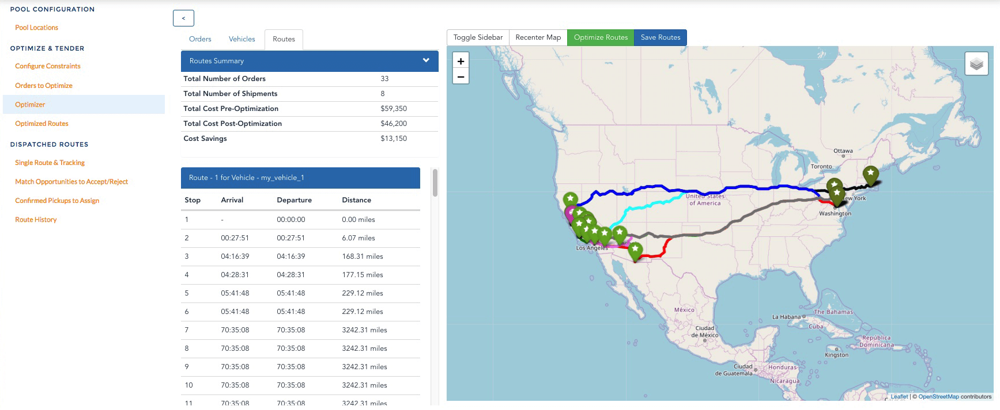 POOL CONFIGURATION
Pool Locations
OPTIMIZE & TENDER
Configure Constraints
Orders to Optimize
Optimizer
Optimized Routes
DISPATCHED ROUTES
Single Route & Tracking
Match Opportunities to Accept/Reject
Confirmed Pickups to Assign
Route History
<
Orders Vehicles Routes
Routes Summary
Total Number of Orders 33
Total Number of Shipments 8
Total Cost Pre-Optimization $59,350
Total Cost Post-Optimization $46,200
Cost Savings $13,150
Route - 1 for Vehicle - my_vehicle_1
Stop Arrival Departure Distance
1 - 00:00:00 0.00 miles
2 00:27:51 00:27:51 6.07 miles
3 04:16:39 04:16:39 168.31 miles
4 04:28:31 04:28:31 177.15 miles
5 05:41:48 05:41:48 229.12 miles
6 05:41:48 05:41:48 229.12 miles
7 70:35:08 70:35:08 3242.31 miles
8 70:35:08 70:35:08 3242.31 miles
9 70:35:08 70:35:08 3242.31 miles
10 70:35:08 70:35:08 3242.31 miles
11 70:35:08 70:35:08 3242.31 miles
Toggle Sidebar Recenter Map Optimize Routes Save Routes
+
−
Ottawa
Toronto
United States
of America
New York
Washington
Los Angeles
México
La Habana
The Bahamas
Cuba
Ciudad
de México
República
Dominicana
Kingston
Ciudad
de Guatemala
Honduras
Nicaragua
Leaflet | © OpenStreetMap contributors